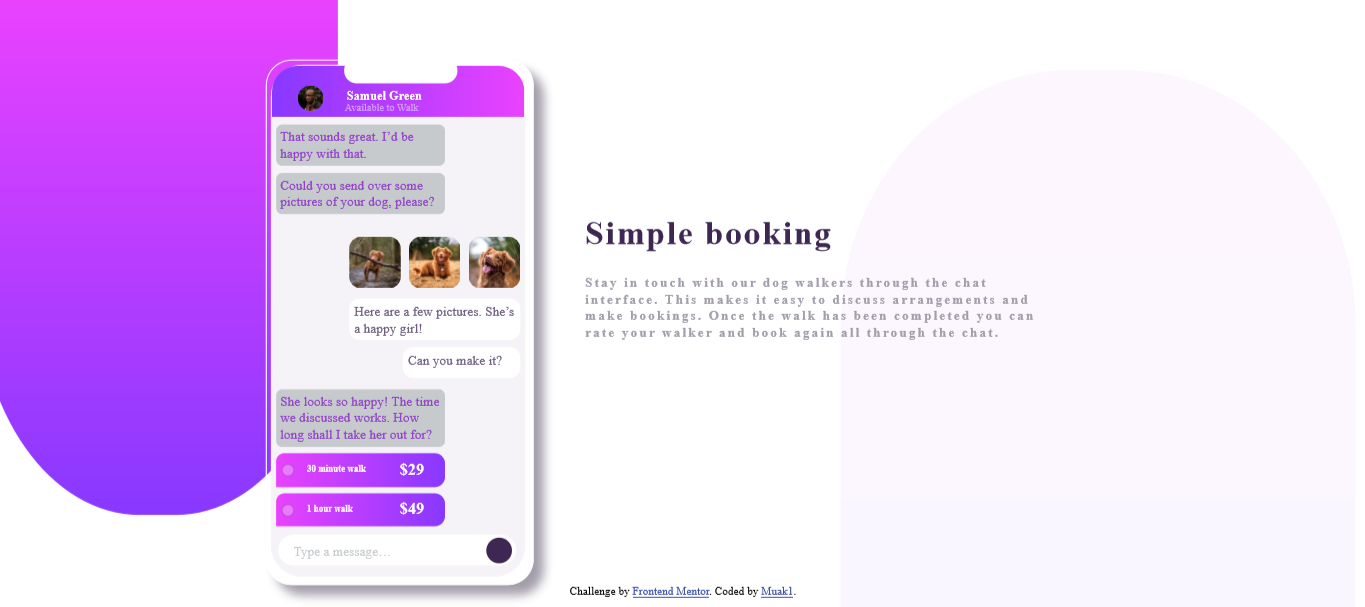 Samuel Green
Available to Walk
That sounds great. I’d be
happy with that.
Could you send over some
pictures of your dog, please?
Here are a few pictures. She’s
a happy girl!
Can you make it?
She looks so happy! The time
we discussed works. How
long shall I take her out for?
30 minute walk $29
1 hour walk $49
Type a message…
Simple booking
Stay in touch with our dog walkers through the chat
interface. This makes it easy to discuss arrangements and
make bookings. Once the walk has been completed you can
rate your walker and book again all through the chat.
Challenge by Frontend Mentor. Coded by Muak1.